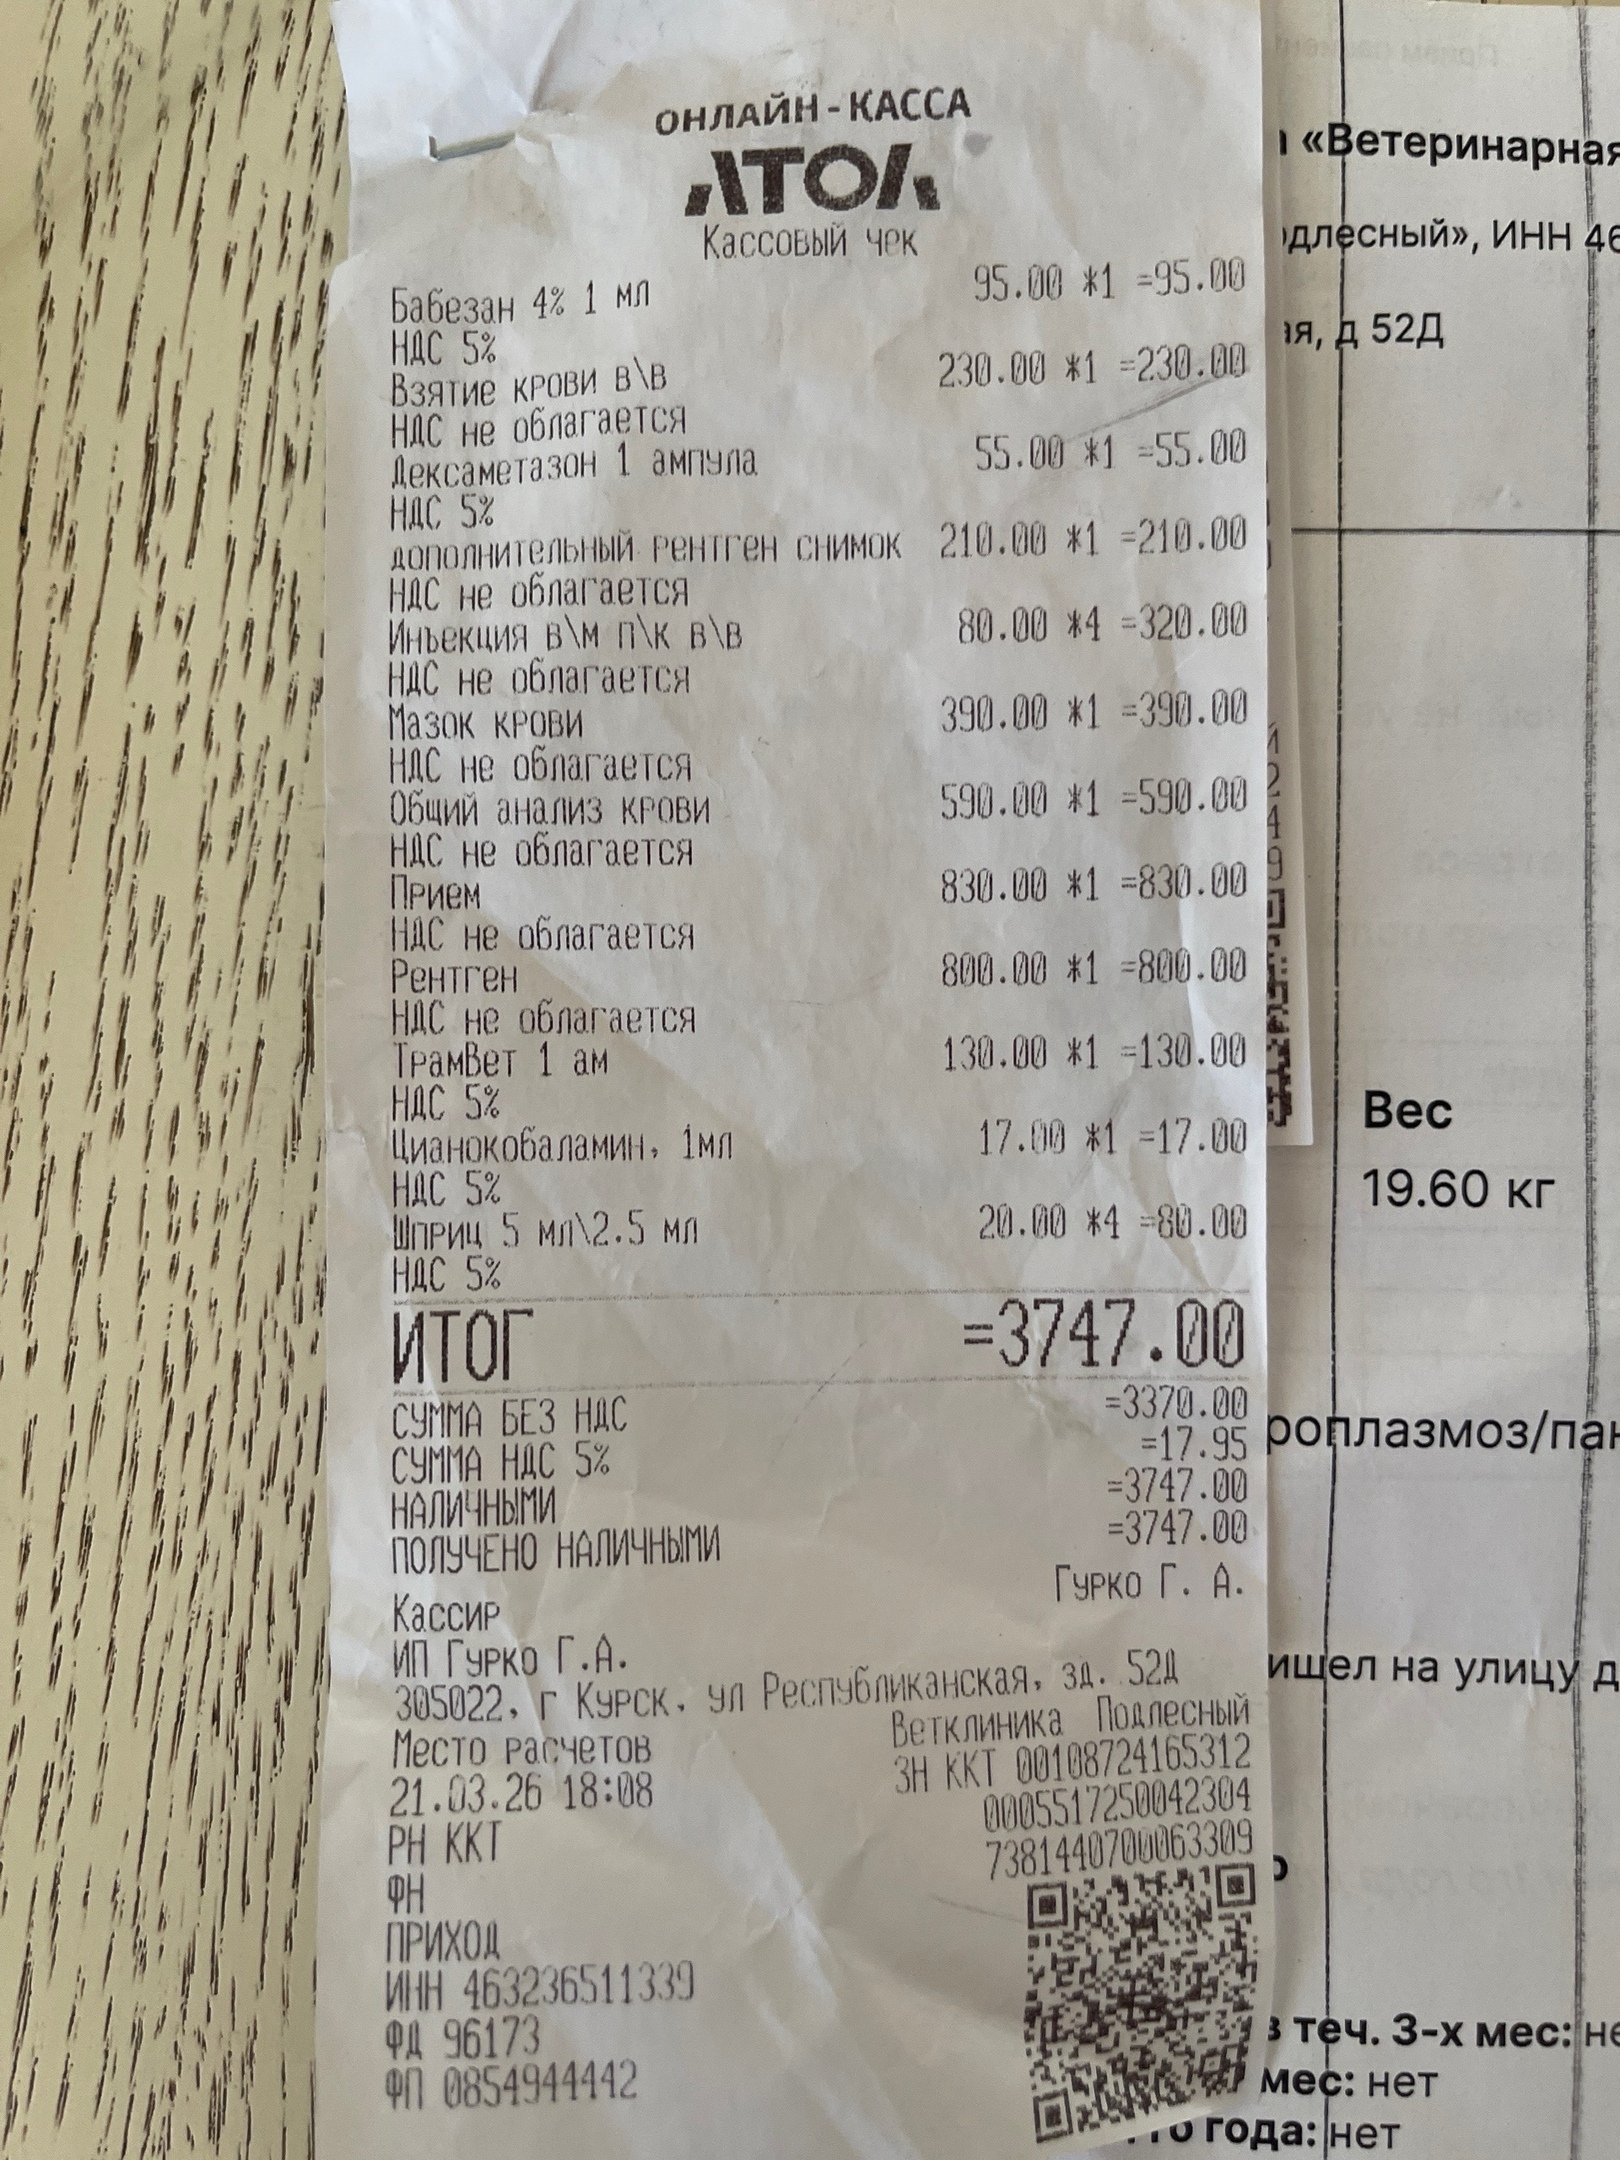 ОНЛАЙН-КАССА
АТОЛ
Кассовый чек
Бабезан 4% 1 мл 95.00 *1 =95.00
НДС 5%
Взятие крови в\в 230.00 *1 =230.00
НДС не облагается
Дексаметазон 1 ампула 55.00 *1 =55.00
НДС 5%
дополнительный рентген снимок 210.00 *1 =210.00
НДС не облагается
Инъекция в\м п\к в\в 80.00 *4 =320.00
НДС не облагается
Мазок крови 390.00 *1 =390.00
НДС не облагается
Общий анализ крови 590.00 *1 =590.00
НДС не облагается
Прием 830.00 *1 =830.00
НДС не облагается
Рентген 800.00 *1 =800.00
НДС не облагается
ТрамВет 1 ам 130.00 *1 =130.00
НДС 5%
Цианокобаламин, 1мл 17.00 *1 =17.00
НДС 5%
Шприц 5 мл\2.5 мл 20.00 *4 =80.00
НДС 5%
ИТОГ =3747.00
СУММА БЕЗ НДС =3370.00
СУММА НДС 5% =17.95
НАЛИЧНЫМИ =3747.00
ПОЛУЧЕНО НАЛИЧНЫМИ =3747.00
Кассир Гурко Г. А.
ИП Гурко Г.А.
305022, г Курск, ул Республиканская, зд. 52Д
Место расчетов Ветклиника Подлесный
21.03.26 18:08 ЗН ККТ 00108724165312
РН ККТ 0005517250042304
ФН 7381440700063309
ПРИХОД
ИНН 463236511339
ФД 96173
ФП 0854944442
«Ветеринарная
одлесный», ИНН 46
ая, д 52Д
Вес
19.60 кг
роплазмоз/пан
ишел на улицу д
в теч. 3-х мес: не
мес: нет
го года: нет